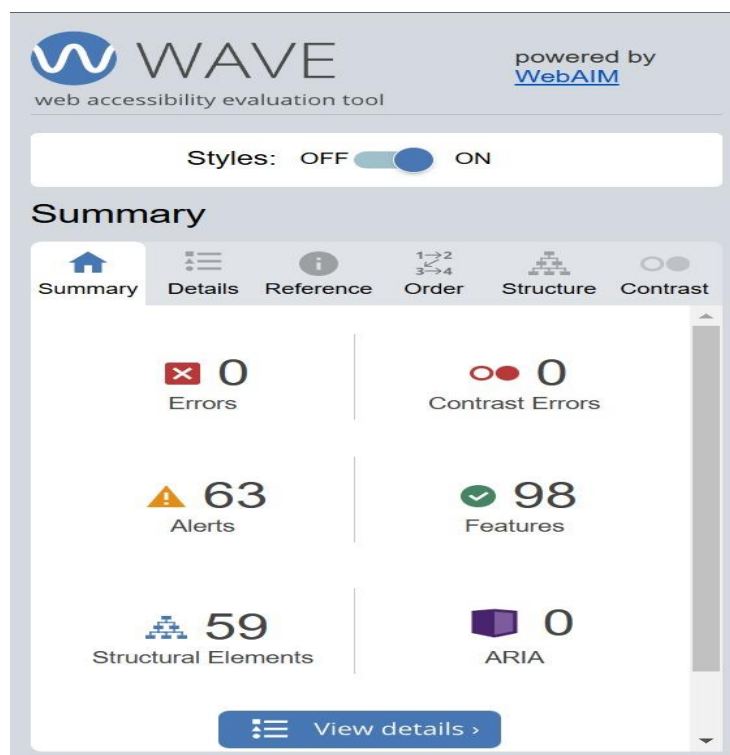 WAVE
powered by
WebAIM
web accessibility evaluation tool
Styles: OFF ON
Summary
1→2
3→4
Summary Details Reference Order Structure Contrast
0 0
Errors Contrast Errors
63 98
Alerts Features
59 0
Structural Elements ARIA
View details ›